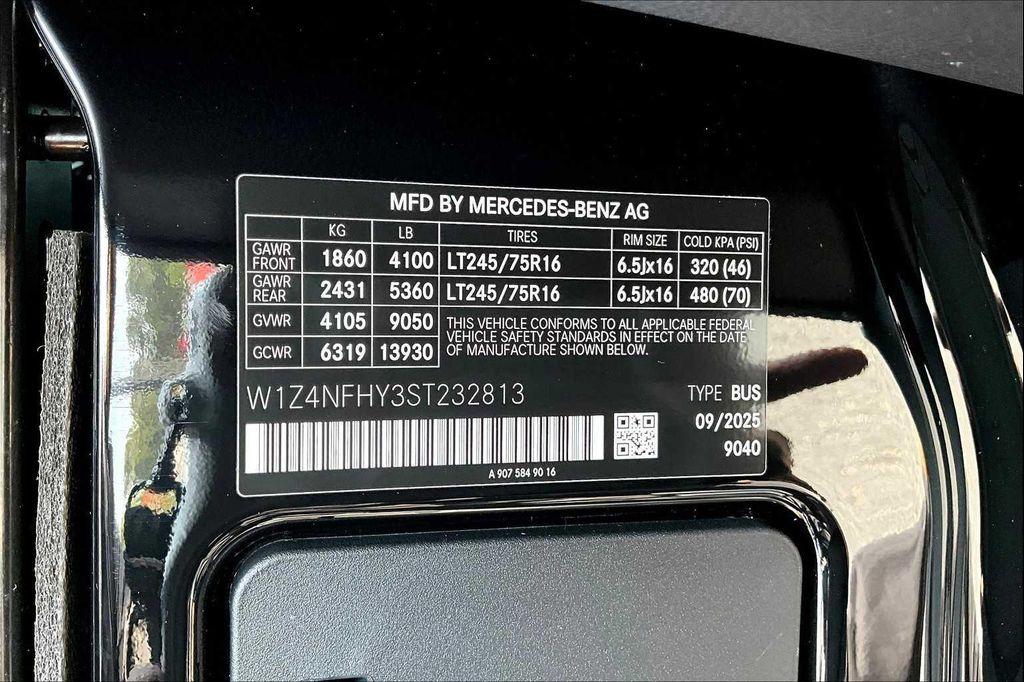 MFD BY MERCEDES-BENZ AG
KG LB TIRES RIM SIZE COLD KPA (PSI)
GAWR FRONT 1860 4100 LT245/75R16 6.5Jx16 320 (46)
GAWR REAR 2431 5360 LT245/75R16 6.5Jx16 480 (70)
GVWR 4105 9050
GCWR 6319 13930
THIS VEHICLE CONFORMS TO ALL APPLICABLE FEDERAL
VEHICLE SAFETY STANDARDS IN EFFECT ON THE DATE
OF MANUFACTURE SHOWN BELOW.
W1Z4NFHY3ST232813
TYPE BUS
09/2025
9040
A 907 584 90 16